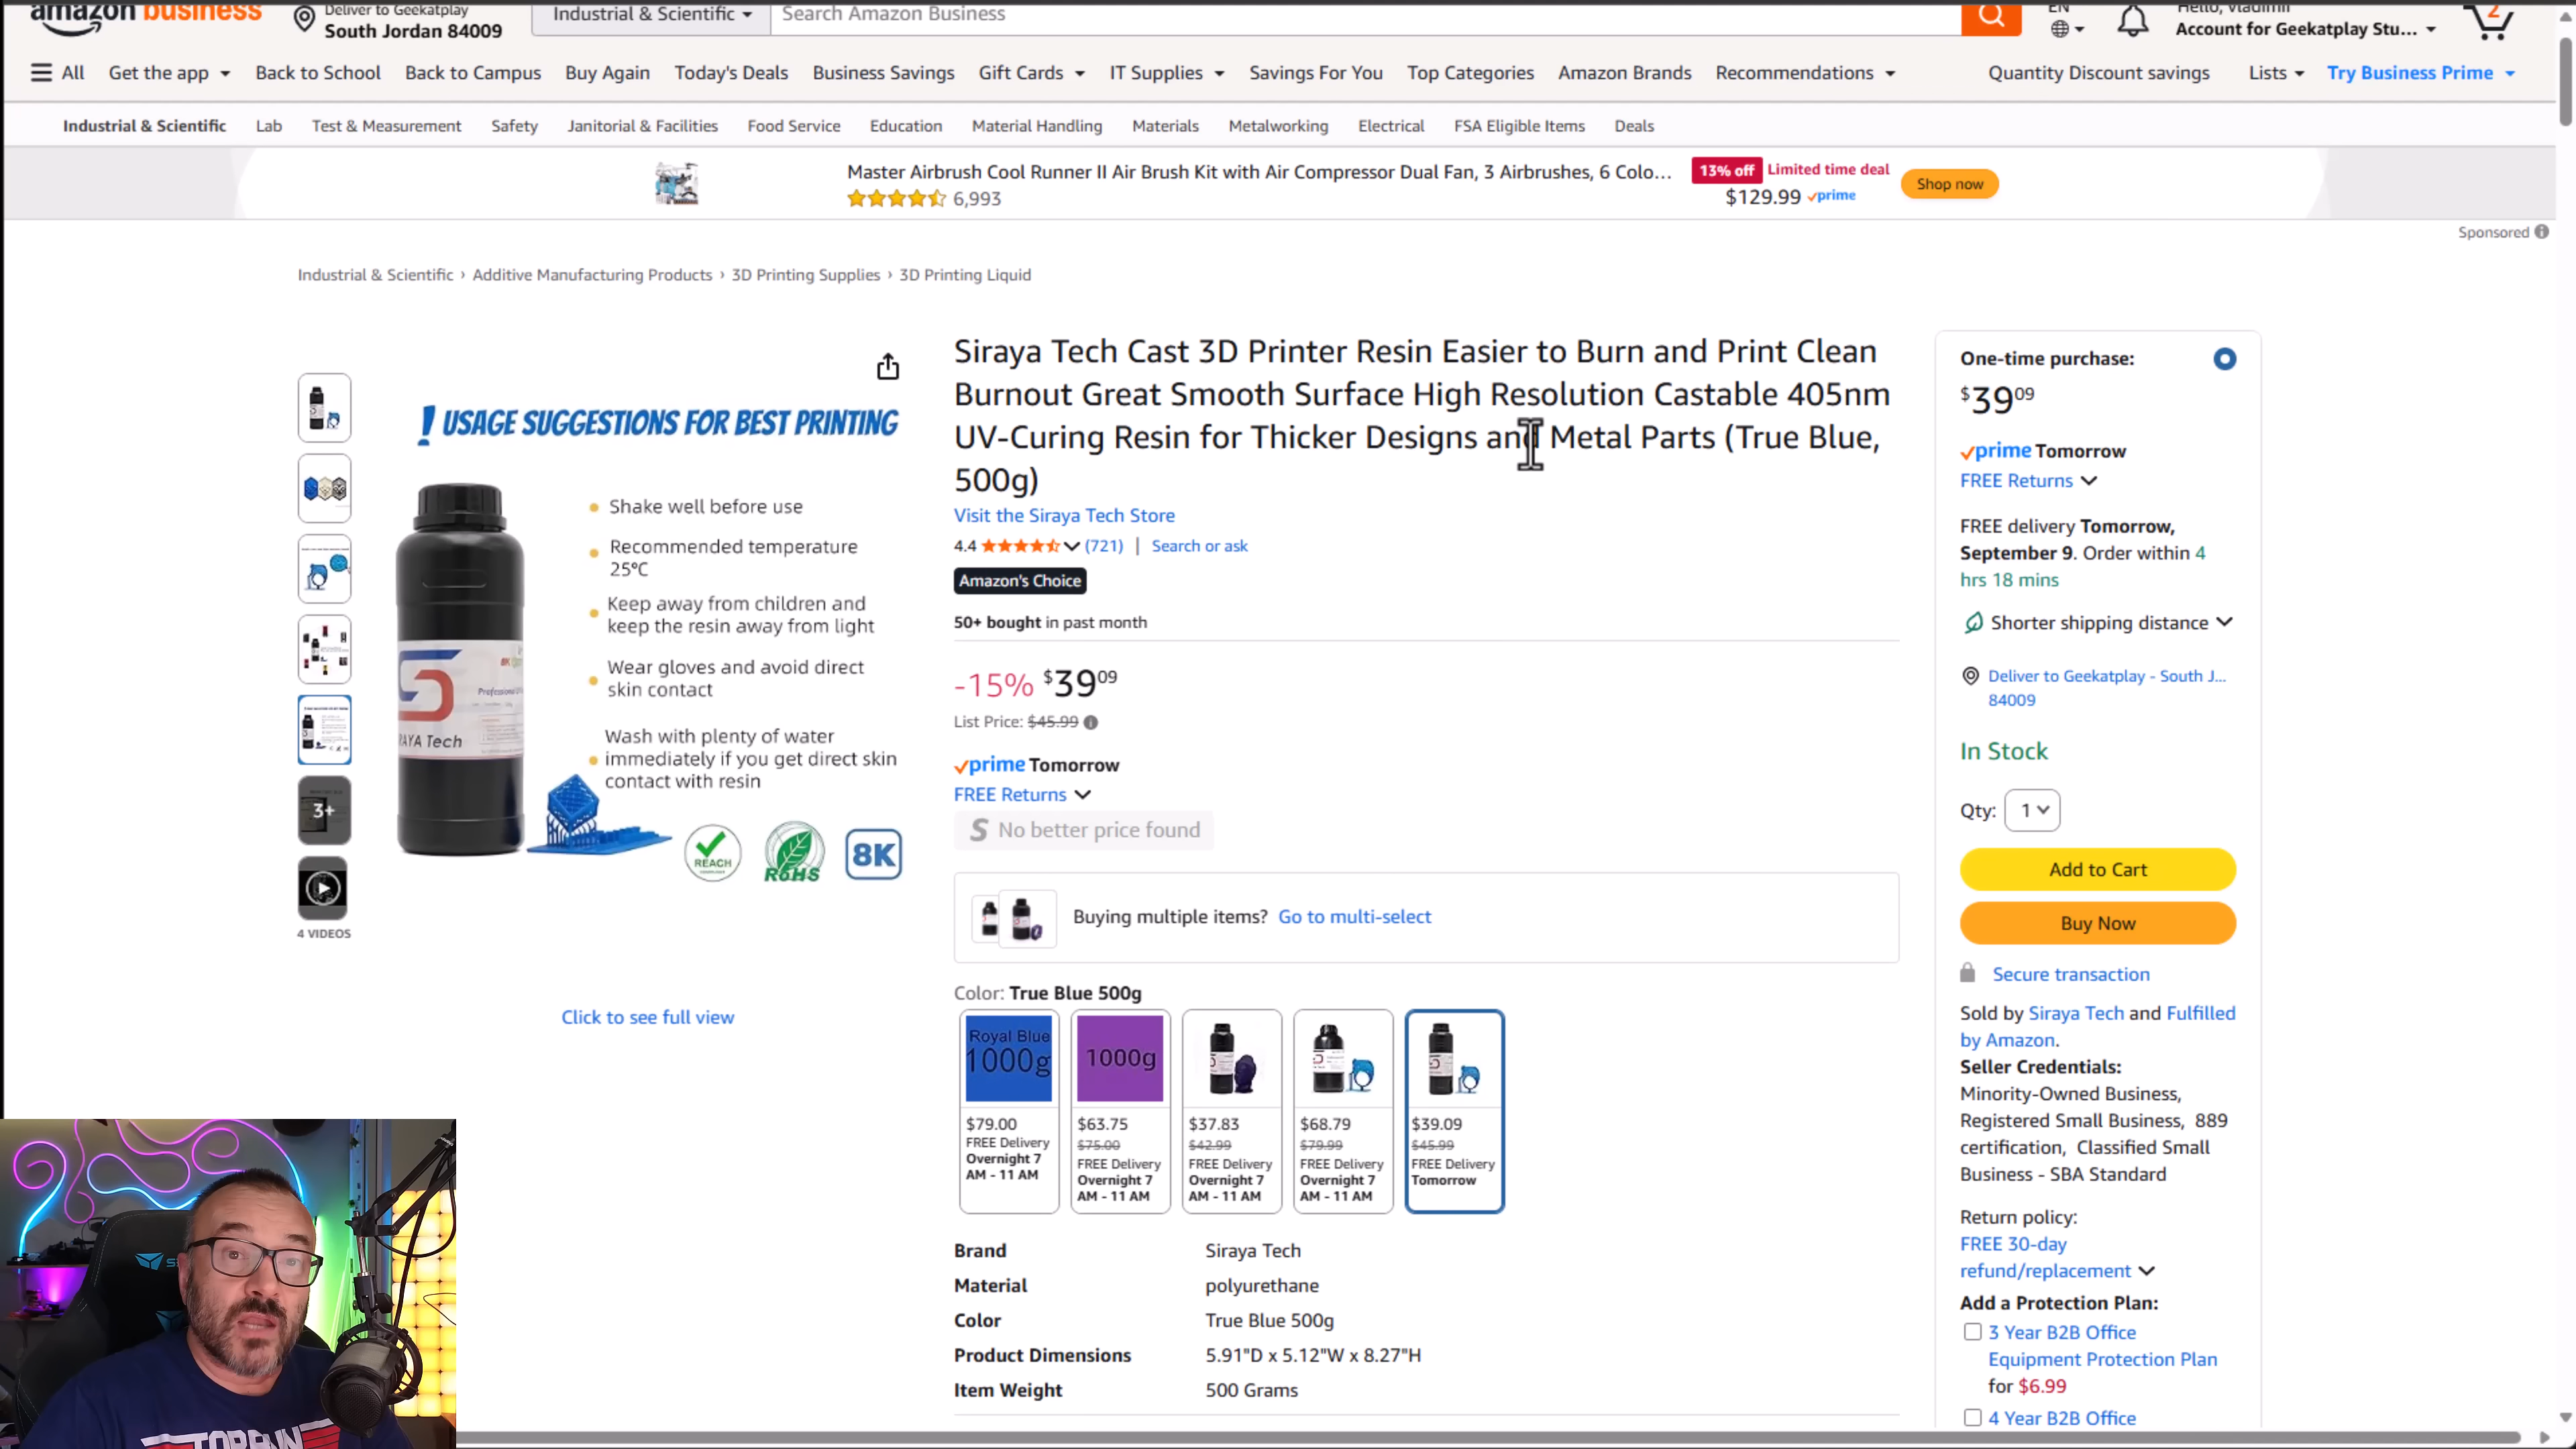 amazon business
Deliver to Geekatplay
South Jordan 84009
Industrial & Scientific
Search Amazon Business
EN
Hello, Vladimir
Account for Geekatplay Stu...
2
All
Get the app
Back to School
Back to Campus
Buy Again
Today's Deals
Business Savings
Gift Cards
IT Supplies
Savings For You
Top Categories
Amazon Brands
Recommendations
Quantity Discount savings
Lists
Try Business Prime
Industrial & Scientific
Lab
Test & Measurement
Safety
Janitorial & Facilities
Food Service
Education
Material Handling
Materials
Metalworking
Electrical
FSA Eligible Items
Deals
Master Airbrush Cool Runner II Air Brush Kit with Air Compressor Dual Fan, 3 Airbrushes, 6 Colo...
6,993
13% off Limited time deal
$129.99 prime
Shop now
Sponsored
Industrial & Scientific › Additive Manufacturing Products › 3D Printing Supplies › 3D Printing Liquid
! USAGE SUGGESTIONS FOR BEST PRINTING
Shake well before use
Recommended temperature
25°C
Keep away from children and
keep the resin away from light
Wear gloves and avoid direct
skin contact
Wash with plenty of water
immediately if you get direct skin
contact with resin
RAYA Tech
REACH
RoHS
8K
3+
4 VIDEOS
Click to see full view
Siraya Tech Cast 3D Printer Resin Easier to Burn and Print Clean
Burnout Great Smooth Surface High Resolution Castable 405nm
UV-Curing Resin for Thicker Designs and Metal Parts (True Blue,
500g)
Visit the Siraya Tech Store
4.4 (721) | Search or ask
Amazon's Choice
50+ bought in past month
-15% $39.09
List Price: $45.99
prime Tomorrow
FREE Returns
S No better price found
Buying multiple items? Go to multi-select
Color: True Blue 500g
Royal Blue
1000g
$79.00
FREE Delivery
Overnight 7
AM - 11 AM
1000g
$63.75
$75.00
FREE Delivery
Overnight 7
AM - 11 AM
$37.83
$42.99
FREE Delivery
Overnight 7
AM - 11 AM
$68.79
$79.99
FREE Delivery
Overnight 7
AM - 11 AM
$39.09
$45.99
FREE Delivery
Tomorrow
Brand Siraya Tech
Material polyurethane
Color True Blue 500g
Product Dimensions 5.91"D x 5.12"W x 8.27"H
Item Weight 500 Grams
One-time purchase:
$39.09
prime Tomorrow
FREE Returns
FREE delivery Tomorrow,
September 9. Order within 4
hrs 18 mins
Shorter shipping distance
Deliver to Geekatplay - South J...
84009
In Stock
Qty: 1
Add to Cart
Buy Now
Secure transaction
Sold by Siraya Tech and Fulfilled
by Amazon.
Seller Credentials:
Minority-Owned Business,
Registered Small Business, 889
certification, Classified Small
Business - SBA Standard
Return policy:
FREE 30-day
refund/replacement
Add a Protection Plan:
3 Year B2B Office
Equipment Protection Plan
for $6.99
4 Year B2B Office